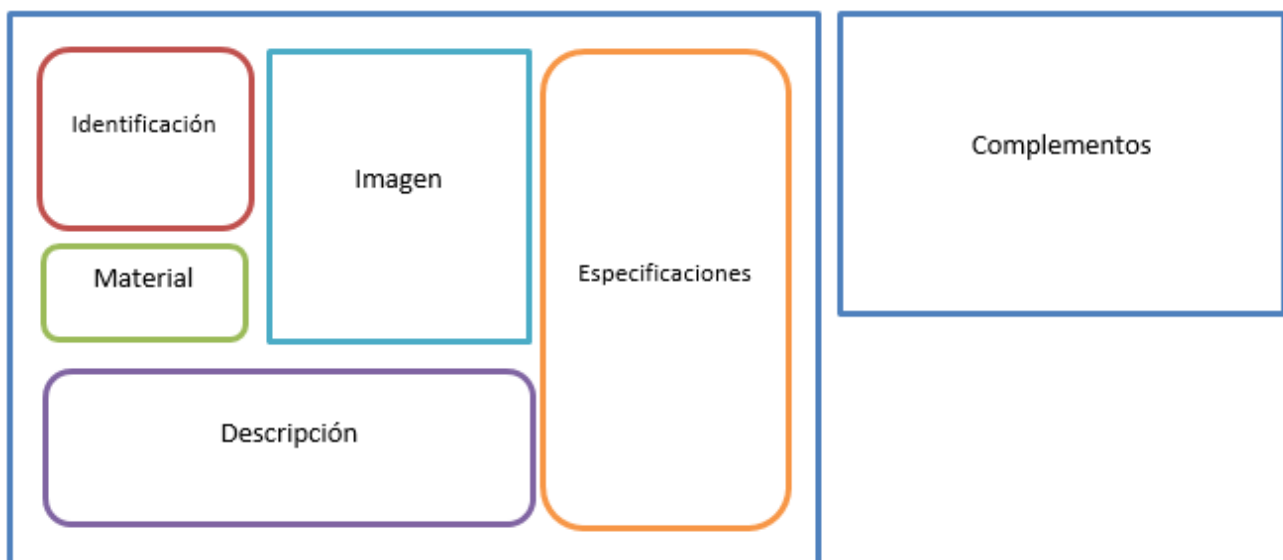 Identificación
Material
Imagen
Descripción
Especificaciones
Complementos